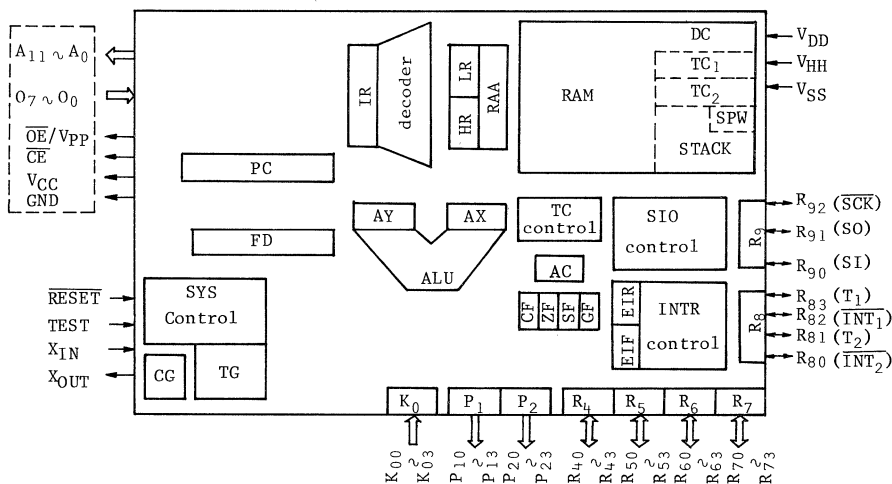 A11 ~ A0
O7 ~ O0
OE/VPP
CE
VCC
GND
RESET
TEST
XIN
XOUT
IR
decoder
LR
HR
RAA
RAM
DC
TC1
TC2
SPW
STACK
VDD
VHH
VSS
PC
FD
AY
AX
ALU
TC
control
AC
CF
ZF
SF
GF
SIO
control
EIR
EIF
INTR
control
R9
R8
R92 (SCK)
R91 (SO)
R90 (SI)
R83 (T1)
R82 (INT1)
R81 (T2)
R80 (INT2)
SYS
Control
CG
TG
K0
P1
P2
R4
R5
R6
R7
K00 ~ K03
P10 ~ P13
P20 ~ P23
R40 ~ R43
R50 ~ R53
R60 ~ R63
R70 ~ R73